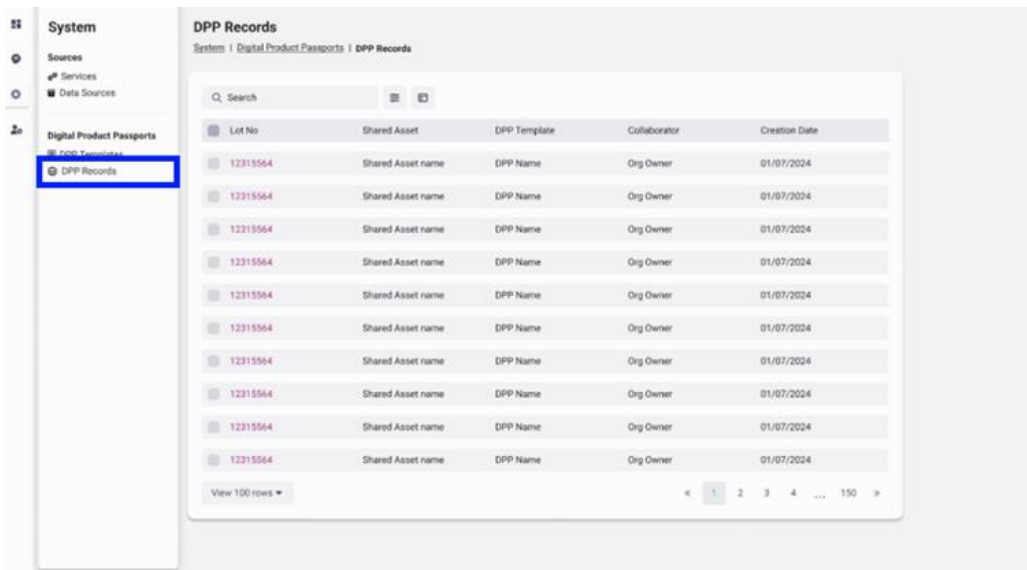 System
Sources
Services
Data Sources
Digital Product Passports
DPP Templates
DPP Records
DPP Records
System | Digital Product Passports | DPP Records
Search
Lot No Shared Asset DPP Template Collaborator Creation Date
12315564 Shared Asset name DPP Name Org Owner 01/07/2024
12315564 Shared Asset name DPP Name Org Owner 01/07/2024
12315564 Shared Asset name DPP Name Org Owner 01/07/2024
12315564 Shared Asset name DPP Name Org Owner 01/07/2024
12315564 Shared Asset name DPP Name Org Owner 01/07/2024
12315564 Shared Asset name DPP Name Org Owner 01/07/2024
12315564 Shared Asset name DPP Name Org Owner 01/07/2024
12315564 Shared Asset name DPP Name Org Owner 01/07/2024
12315564 Shared Asset name DPP Name Org Owner 01/07/2024
12315564 Shared Asset name DPP Name Org Owner 01/07/2024
View 100 rows « 1 2 3 4 ... 150 »